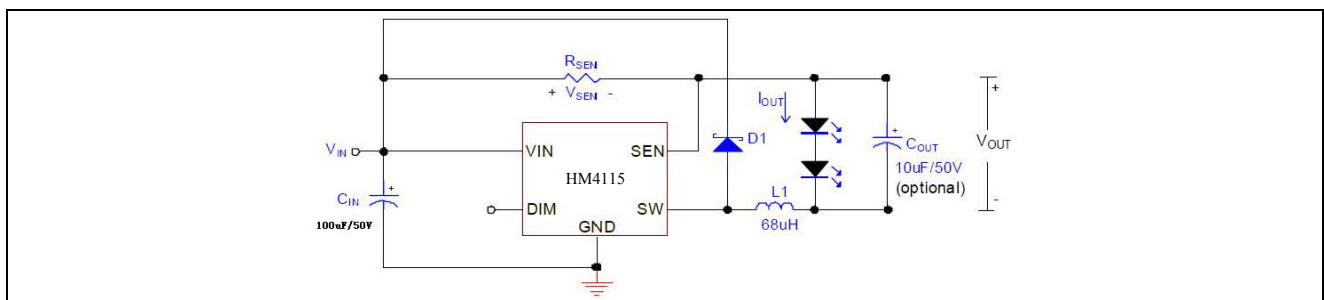 RSEN
+ VSEN -
IOUT
+
D1
COUT
+
VOUT
10uF/50V
(optional)
VIN
VIN
SEN
HM4115
+
CIN
100uF/50V
DIM
SW
L1
68uH
-
GND